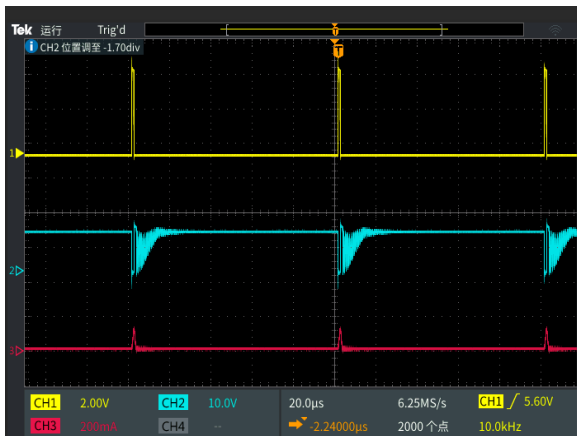 Tek 运行 Trig'd
T
CH2 位置调至 -1.70div
T
1
2
3
CH1 2.00V CH2 10.0V 20.0μs 6.25MS/s CH1 5.60V
CH3 200mA CH4 -- -2.24000μs 2000 个点 10.0kHz